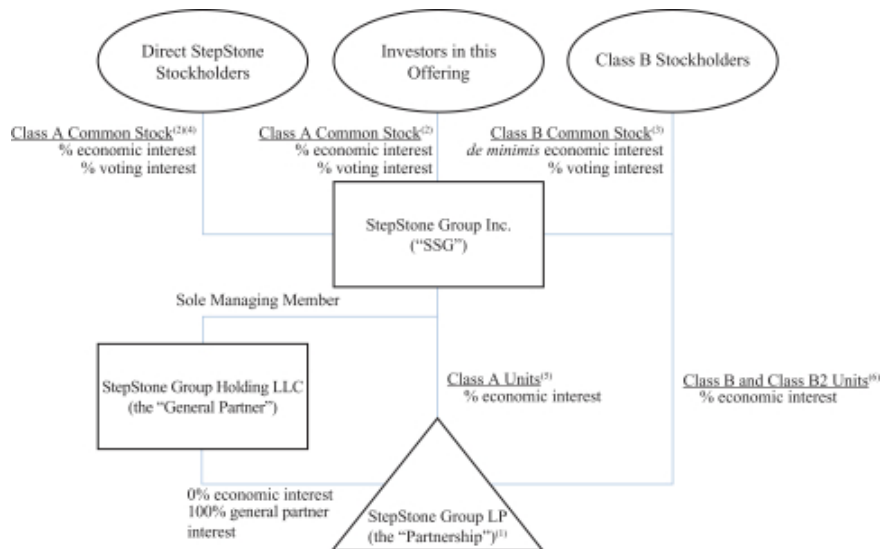 Direct StepStone
Stockholders
Investors in this
Offering
Class B Stockholders
Class A Common Stock(2)(4)
% economic interest
% voting interest
Class A Common Stock(2)
% economic interest
% voting interest
Class B Common Stock(3)
de minimis economic interest
% voting interest
StepStone Group Inc.
(“SSG”)
Sole Managing Member
StepStone Group Holding LLC
(the “General Partner”)
Class A Units(5)
% economic interest
Class B and Class B2 Units(6)
% economic interest
0% economic interest
100% general partner
interest
StepStone Group LP
(the “Partnership”)(1)